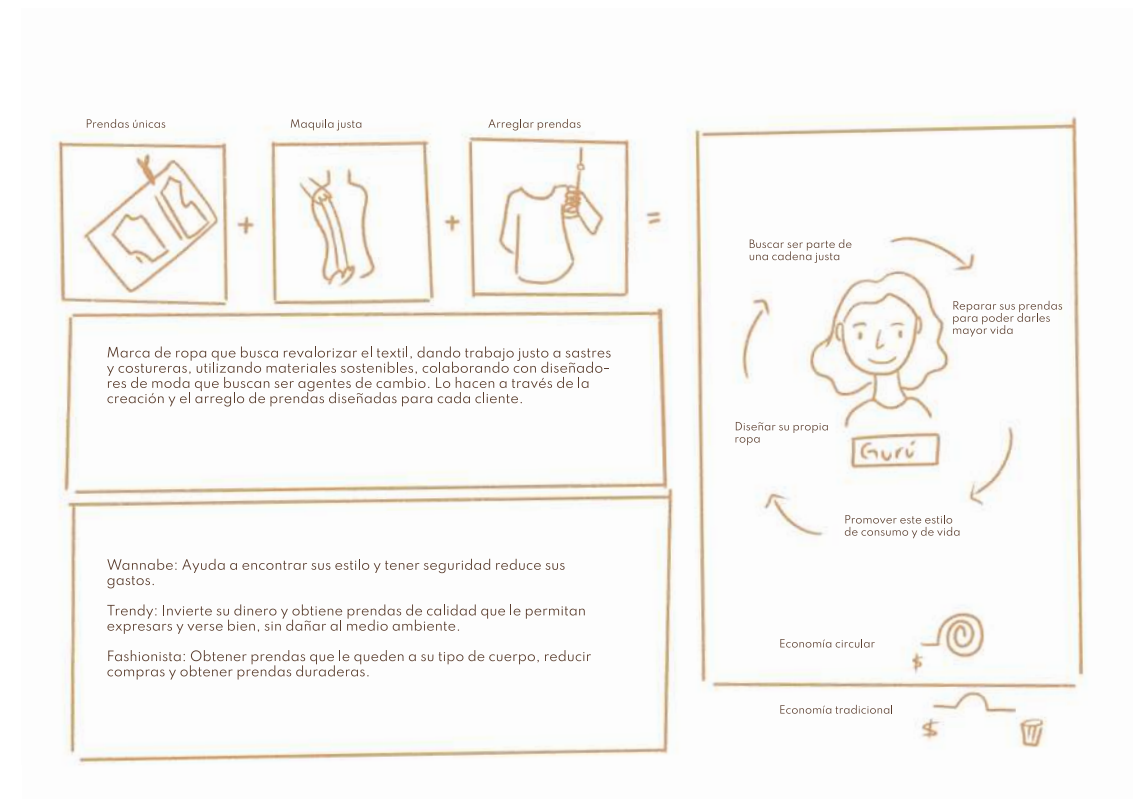 Prendas únicas
Maquila justa
Arreglar prendas
+
+
=
Marca de ropa que busca revalorizar el textil, dando trabajo justo a sastres
y costureras, utilizando materiales sostenibles, colaborando con diseñado-
res de moda que buscan ser agentes de cambio. Lo hacen a través de la
creación y el arreglo de prendas diseñadas para cada cliente.
Wannabe: Ayuda a encontrar sus estilo y tener seguridad reduce sus
gastos.
Trendy: Invierte su dinero y obtiene prendas de calidad que le permitan
expresars y verse bien, sin dañar al medio ambiente.
Fashionista: Obtener prendas que le queden a su tipo de cuerpo, reducir
compras y obtener prendas duraderas.
Buscar ser parte de
una cadena justa
Reparar sus prendas
para poder darles
mayor vida
Diseñar su propia
ropa
Gurú
Promover este estilo
de consumo y de vida
Economía circular
$
Economía tradicional
$